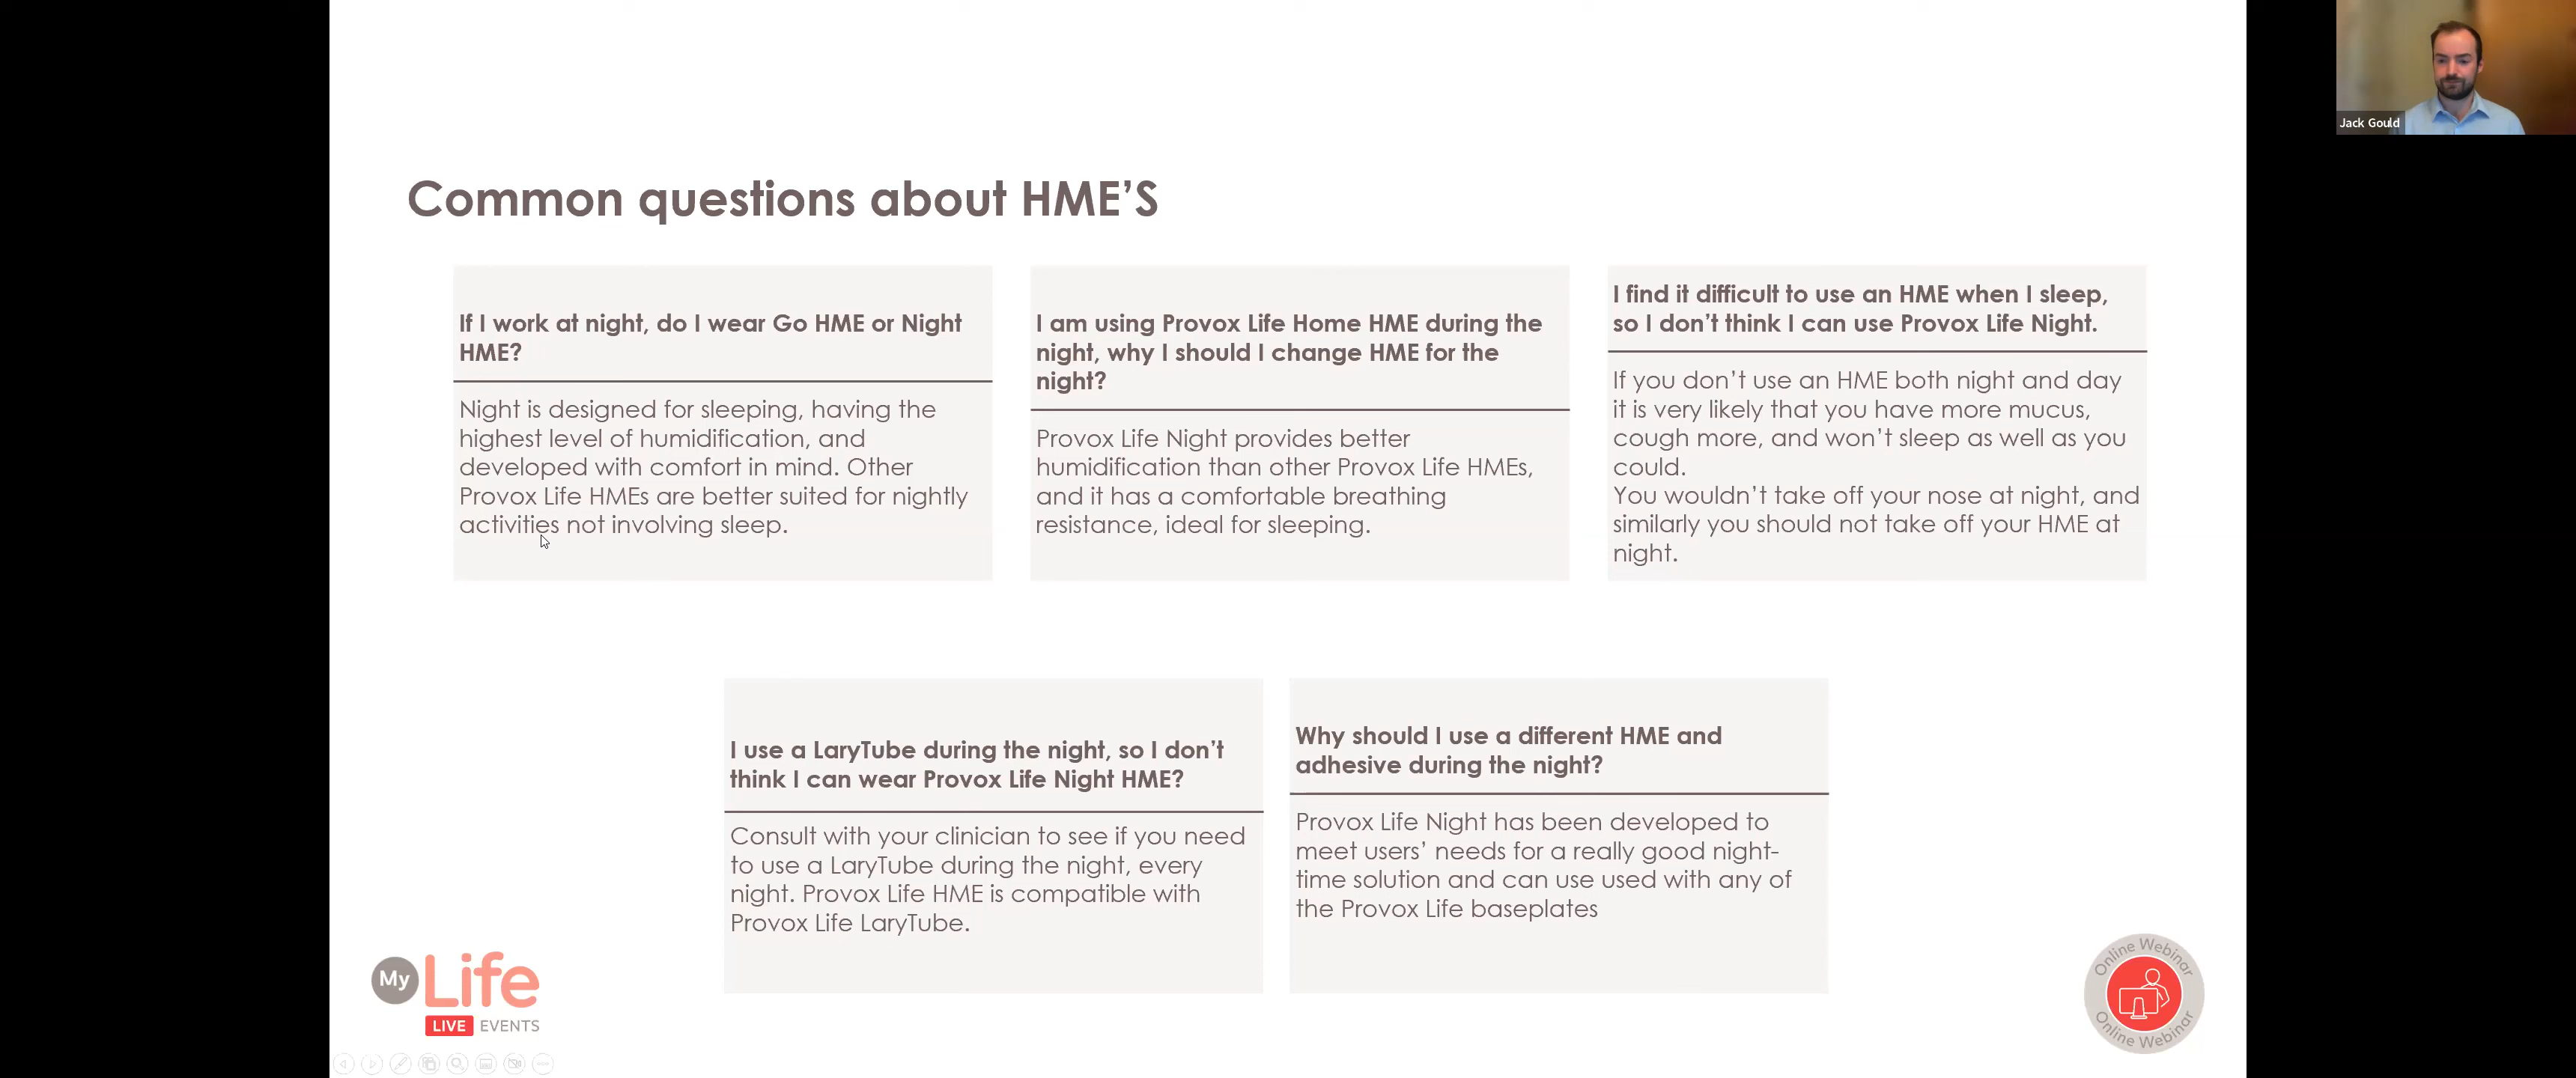 Jack Gould
Common questions about HME'S
If I work at night, do I wear Go HME or Night
HME?
Night is designed for sleeping, having the
highest level of humidification, and
developed with comfort in mind. Other
Provox Life HMEs are better suited for nightly
activities not involving sleep.
I am using Provox Life Home HME during the
night, why I should I change HME for the
night?
Provox Life Night provides better
humidification than other Provox Life HMEs,
and it has a comfortable breathing
resistance, ideal for sleeping.
I find it difficult to use an HME when I sleep,
so I don't think I can use Provox Life Night.
If you don't use an HME both night and day
it is very likely that you have more mucus,
cough more, and won't sleep as well as you
could.
You wouldn't take off your nose at night, and
similarly you should not take off your HME at
night.
I use a LaryTube during the night, so I don't
think I can wear Provox Life Night HME?
Consult with your clinician to see if you need
to use a LaryTube during the night, every
night. Provox Life HME is compatible with
Provox Life LaryTube.
Why should I use a different HME and
adhesive during the night?
Provox Life Night has been developed to
meet users' needs for a really good night-
time solution and can use used with any of
the Provox Life baseplates
My Life
LIVE EVENTS
Online Webinar
Online Webinar